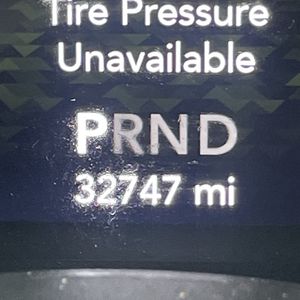 Tire Pressure
Unavailable
PRND
32747 mi